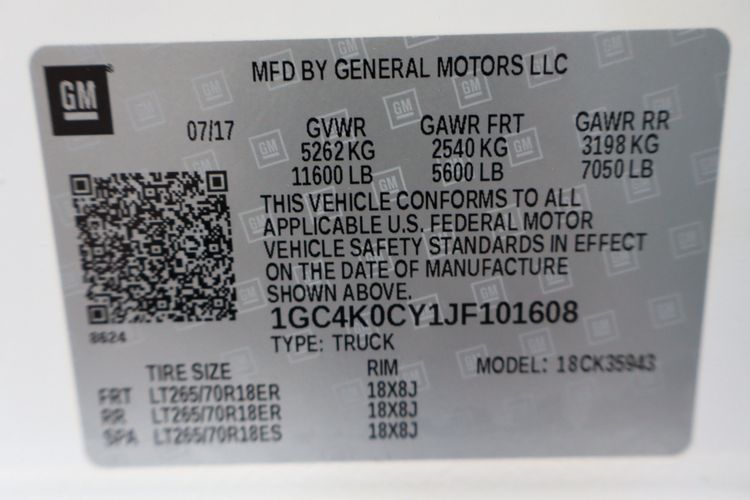 GM
MFD BY GENERAL MOTORS LLC
07/17 GVWR GAWR FRT GAWR RR
5262 KG 2540 KG 3198 KG
11600 LB 5600 LB 7050 LB
THIS VEHICLE CONFORMS TO ALL
APPLICABLE U.S. FEDERAL MOTOR
VEHICLE SAFETY STANDARDS IN EFFECT
ON THE DATE OF MANUFACTURE
SHOWN ABOVE.
1GC4K0CY1JF101608
8624
TYPE: TRUCK
TIRE SIZE RIM MODEL: 18CK35943
FRT LT265/70R18ER 18X8J
RR LT265/70R18ER 18X8J
SPA LT265/70R18ES 18X8J